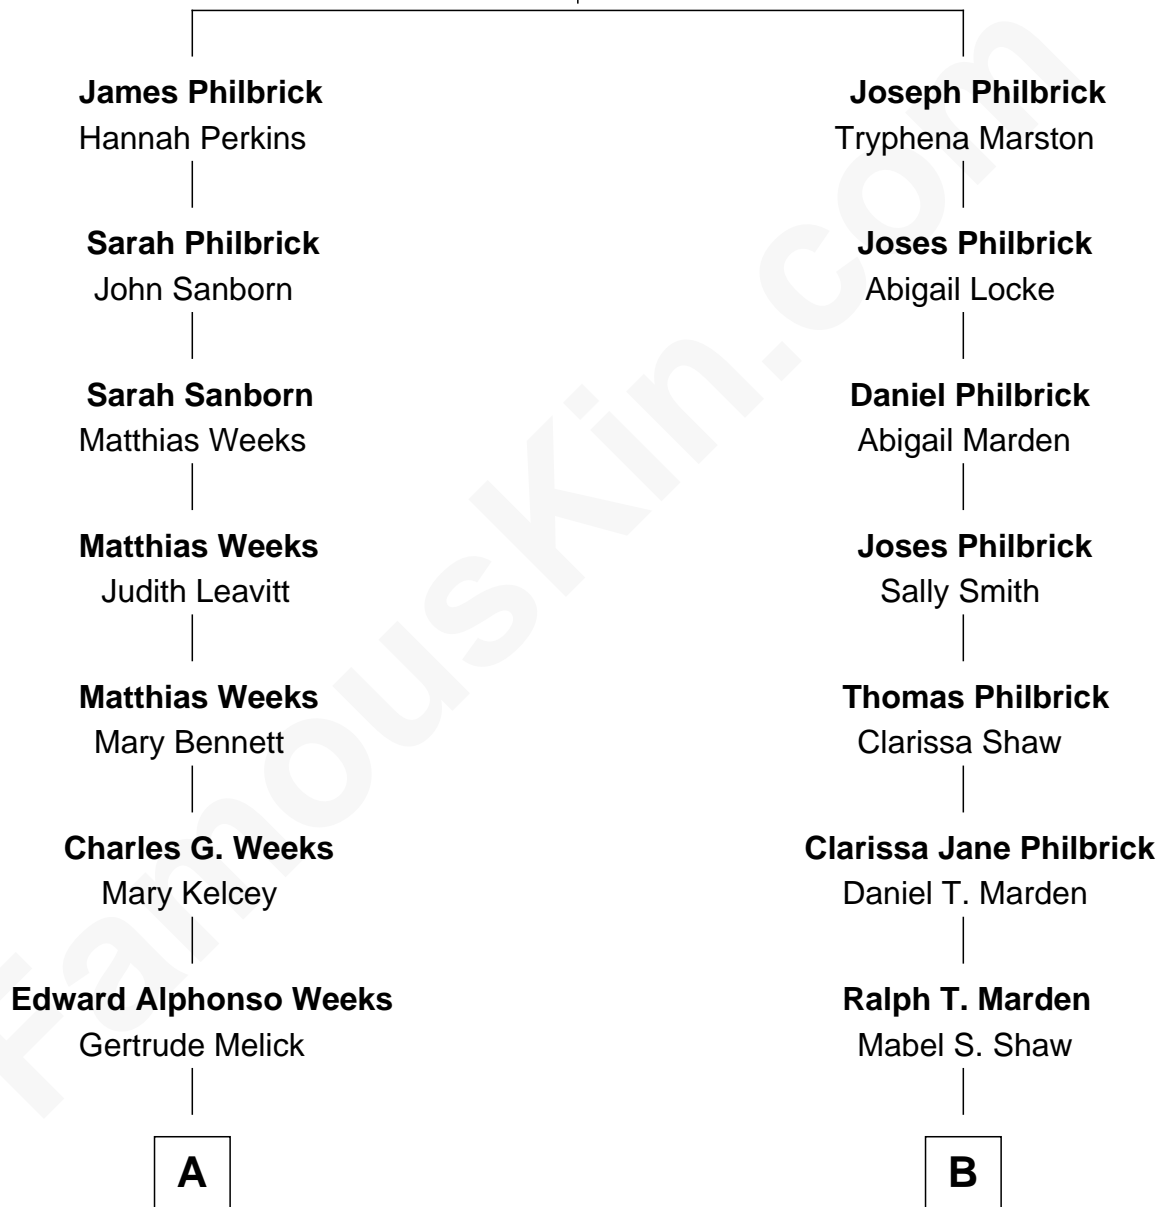 James Philbrick
Hannah Perkins
Sarah Philbrick
John Sanborn
Sarah Sanborn
Matthias Weeks
Matthias Weeks
Judith Leavitt
Matthias Weeks
Mary Bennett
Charles G. Weeks
Mary Kelcey
Edward Alphonso Weeks
Gertrude Melick
A
Joseph Philbrick
Tryphena Marston
Joses Philbrick
Abigail Locke
Daniel Philbrick
Abigail Marden
Joses Philbrick
Sally Smith
Thomas Philbrick
Clarissa Shaw
Clarissa Jane Philbrick
Daniel T. Marden
Ralph T. Marden
Mabel S. Shaw
B
FamousKin.com